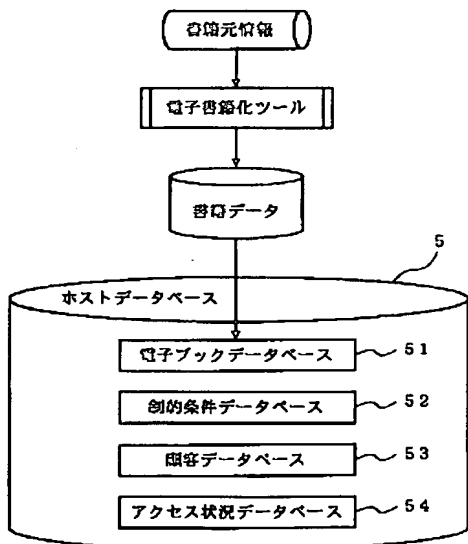 書籍元情報
電子書籍化ツール
書籍データ
5
ホストデータベース
電子ブックデータベース 51
制約条件データベース 52
顧客データベース 53
アクセス状況データベース 54